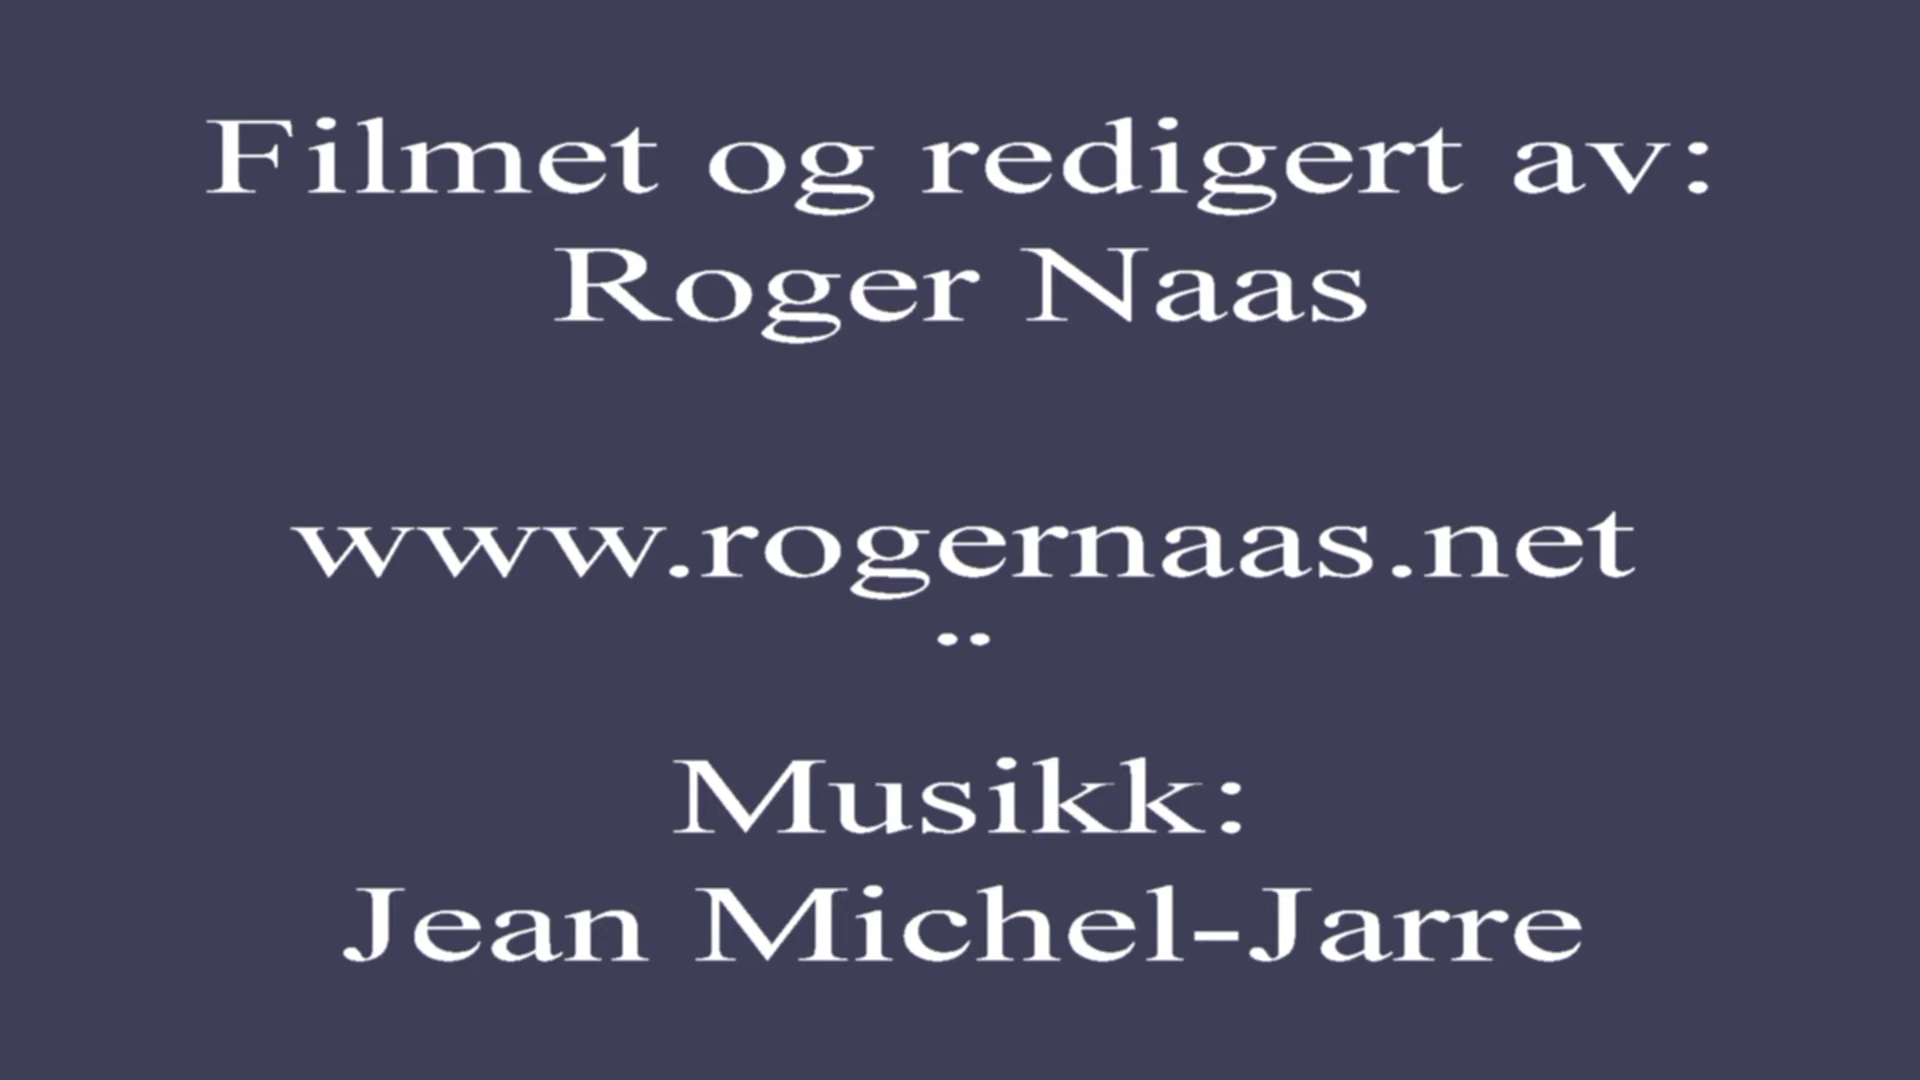 Filmet og redigert av:
Roger Naas
www.rogernaas.net
¨
Musikk:
Jean Michel-Jarre